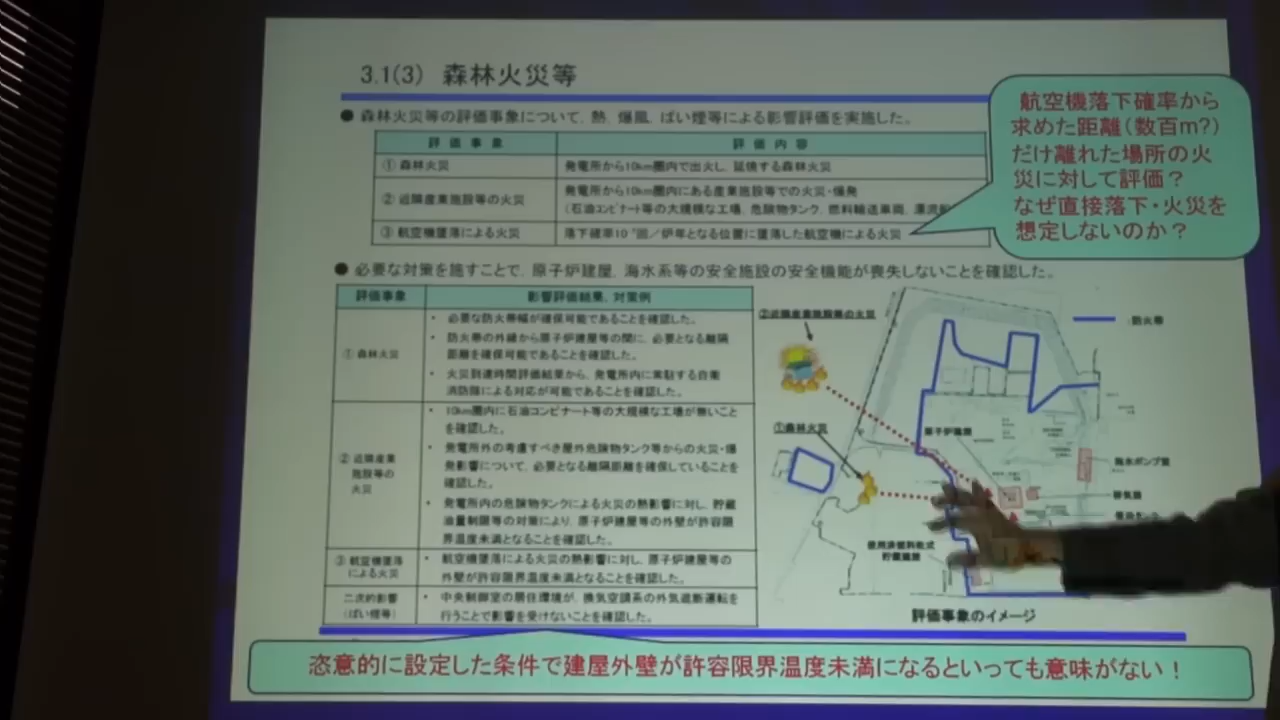 3.1(3) 森林火災等
● 森林火災等の評価事象について、熱、爆風、ばい煙等による影響評価を実施した。
評価事象 評価内容
① 森林火災 発電所から10km圏内で出火し、延焼する森林火災
② 近隣産業施設等の火災 発電所から10km圏内にある産業施設等での火災・爆発
(石油コンビナート等の大規模な工場、危険物タンク、燃料輸送車両、漂流
③ 航空機墜落による火災 落下確率10 回/炉年となる位置に墜落した航空機による火災
航空機落下確率から
求めた距離(数百m?)
だけ離れた場所の火
災に対して評価?
なぜ直接落下・火災を
想定しないのか?
● 必要な対策を施すことで、原子炉建屋、海水系等の安全施設の安全機能が喪失しないことを確認した。
評価事象 影響評価結果、対策例
① 森林火災
・ 必要な防火帯幅が確保可能であることを確認した。
・ 防火帯の外縁から原子炉建屋等の間に、必要となる離隔
距離を確保可能であることを確認した。
・ 火災到達時間評価結果から、発電所内に常駐する自衛
消防隊による対応が可能であることを確認した。
② 近隣産業
施設等の
火災
・ 10km圏内に石油コンビナート等の大規模な工場が無いこと
を確認した。
・ 発電所外の考慮すべき屋外危険物タンク等からの火災・爆
発影響について、必要となる離隔距離を確保していることを
確認した。
・ 発電所内の危険物タンクによる火災の熱影響に対し、貯蔵
油量制限等の対策により、原子炉建屋等の外壁が許容限
界温度未満となることを確認した。
③ 航空機墜落
による火災
・ 航空機墜落による火災の熱影響に対し、原子炉建屋等の
外壁が許容限界温度未満となることを確認した。
二次的影響
(ばい煙等)
・ 中央制御室の居住環境が、換気空調系の外気遮断運転を
行うことで影響を受けないことを確認した。
②近隣産業施設等の火災
:防火帯
①森林火災
原子炉建屋
海水ポンプ室
排気筒
使用済燃料乾式
貯蔵建屋
評価事象のイメージ
恣意的に設定した条件で建屋外壁が許容限界温度未満になるといっても意味がない!